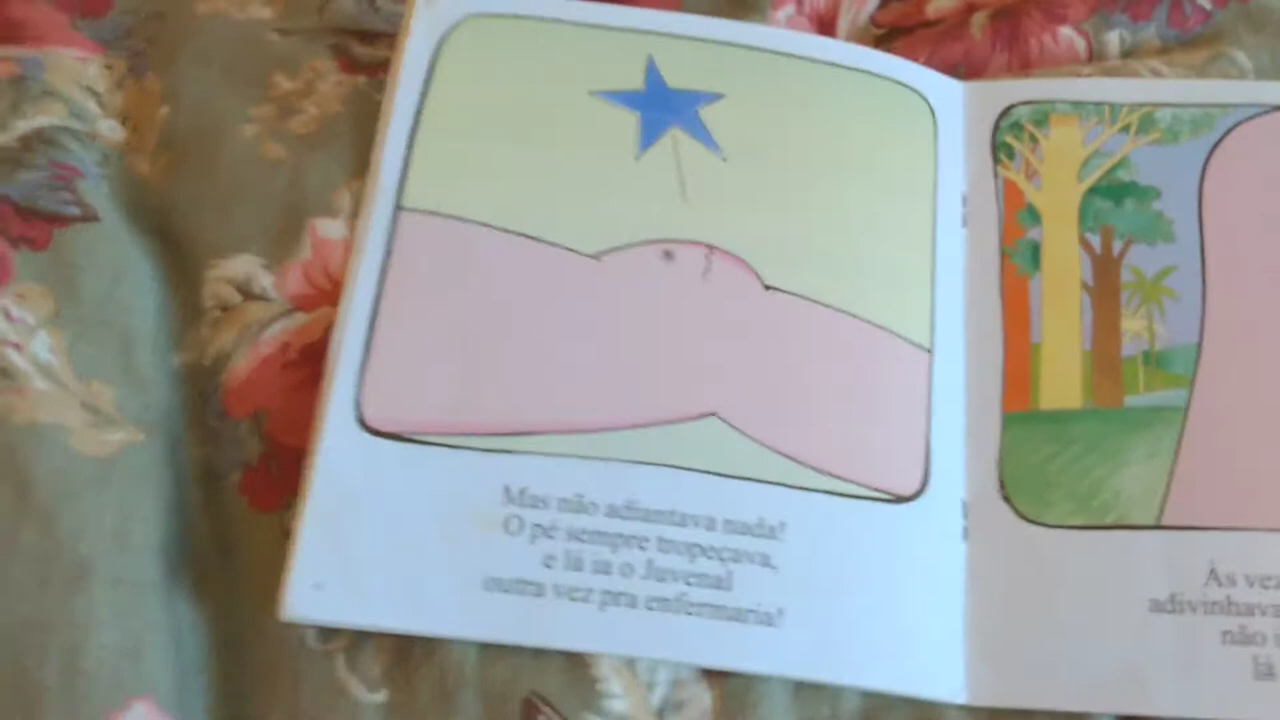 Mas não adiantava nada!
O pé sempre tropeçava,
e lá ia o Juvenal
outra vez pra enfermaria!
Às vez
adivinhava
não
lá